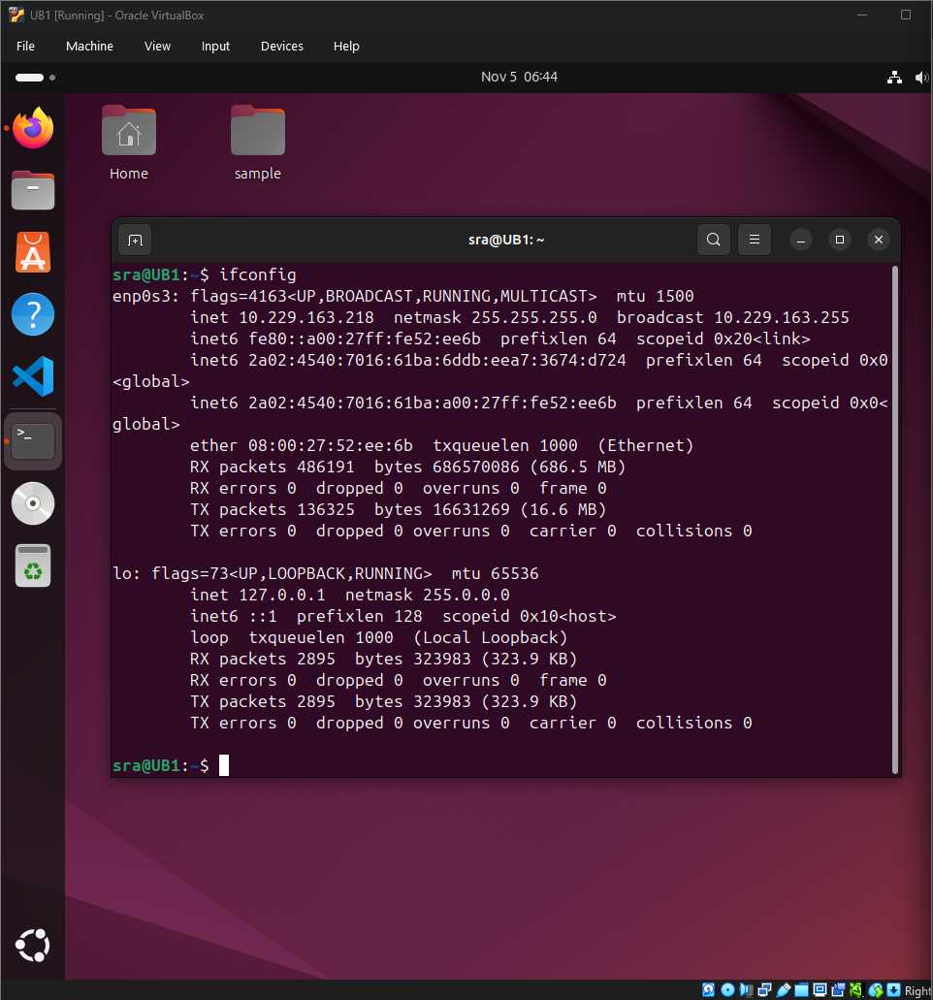 UB1 [Running] - Oracle VirtualBox
File Machine View Input Devices Help
Nov 5 06:44
Home
sample
sra@UB1: ~
sra@UB1:~$ ifconfig
enp0s3: flags=4163<UP,BROADCAST,RUNNING,MULTICAST>  mtu 1500
        inet 10.229.163.218  netmask 255.255.255.0  broadcast 10.229.163.255
        inet6 fe80::a00:27ff:fe52:ee6b  prefixlen 64  scopeid 0x20<link>
        inet6 2a02:4540:7016:61ba:6ddb:eea7:3674:d724  prefixlen 64  scopeid 0x0
<global>
        inet6 2a02:4540:7016:61ba:a00:27ff:fe52:ee6b  prefixlen 64  scopeid 0x0<
global>
        ether 08:00:27:52:ee:6b  txqueuelen 1000  (Ethernet)
        RX packets 486191  bytes 686570086 (686.5 MB)
        RX errors 0  dropped 0  overruns 0  frame 0
        TX packets 136325  bytes 16631269 (16.6 MB)
        TX errors 0  dropped 0 overruns 0  carrier 0  collisions 0

lo: flags=73<UP,LOOPBACK,RUNNING>  mtu 65536
        inet 127.0.0.1  netmask 255.0.0.0
        inet6 ::1  prefixlen 128  scopeid 0x10<host>
        loop  txqueuelen 1000  (Local Loopback)
        RX packets 2895  bytes 323983 (323.9 KB)
        RX errors 0  dropped 0  overruns 0  frame 0
        TX packets 2895  bytes 323983 (323.9 KB)
        TX errors 0  dropped 0 overruns 0  carrier 0  collisions 0

sra@UB1:~$
Right